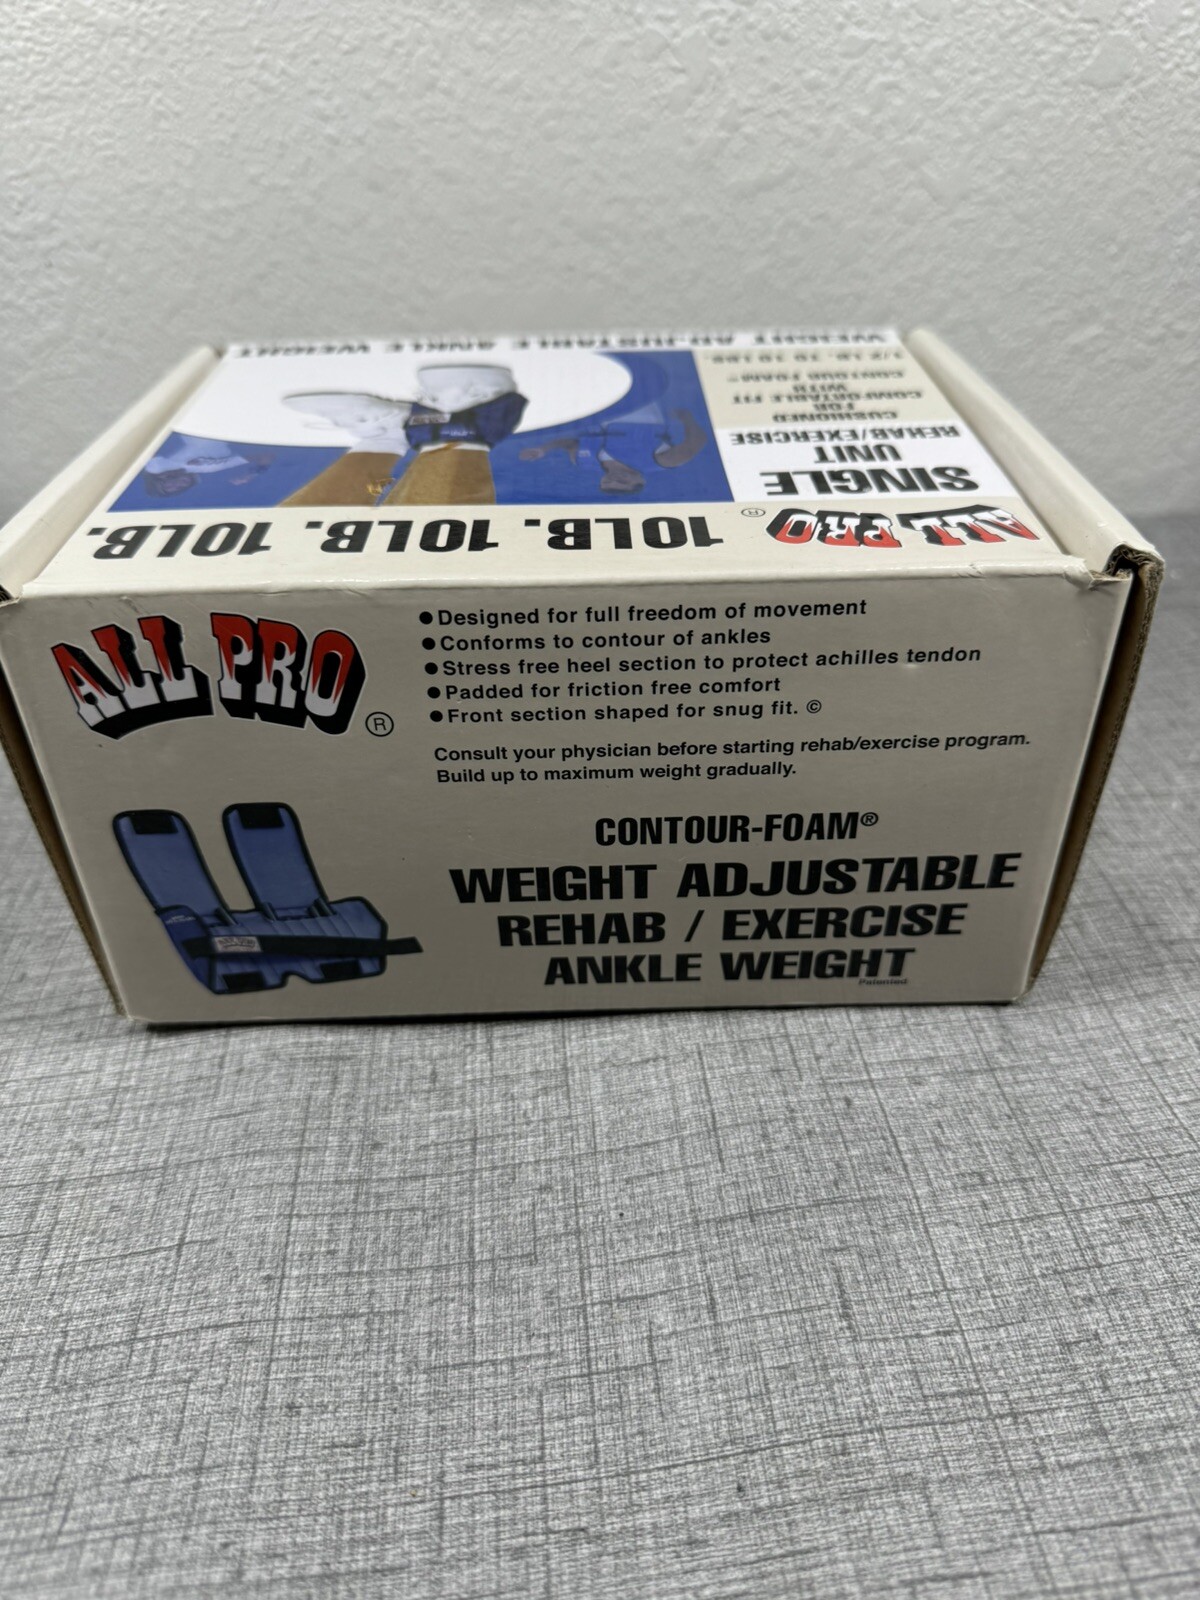 WEIGHT ADJUSTABLE ANKLE WEIGHT
1/2 LB. TO 10 LBS.
CUSHIONED
FOR
COMFORTABLE FIT
WITH
CONTOUR FOAM™
SINGLE
UNIT
REHAB/EXERCISE
ALL PRO® 10LB. 10LB. 10LB.
ALL PRO®
●Designed for full freedom of movement
●Conforms to contour of ankles
●Stress free heel section to protect achilles tendon
●Padded for friction free comfort
●Front section shaped for snug fit. ©
Consult your physician before starting rehab/exercise program.
Build up to maximum weight gradually.
CONTOUR-FOAM®
WEIGHT ADJUSTABLE
REHAB / EXERCISE
ANKLE WEIGHT
Patented